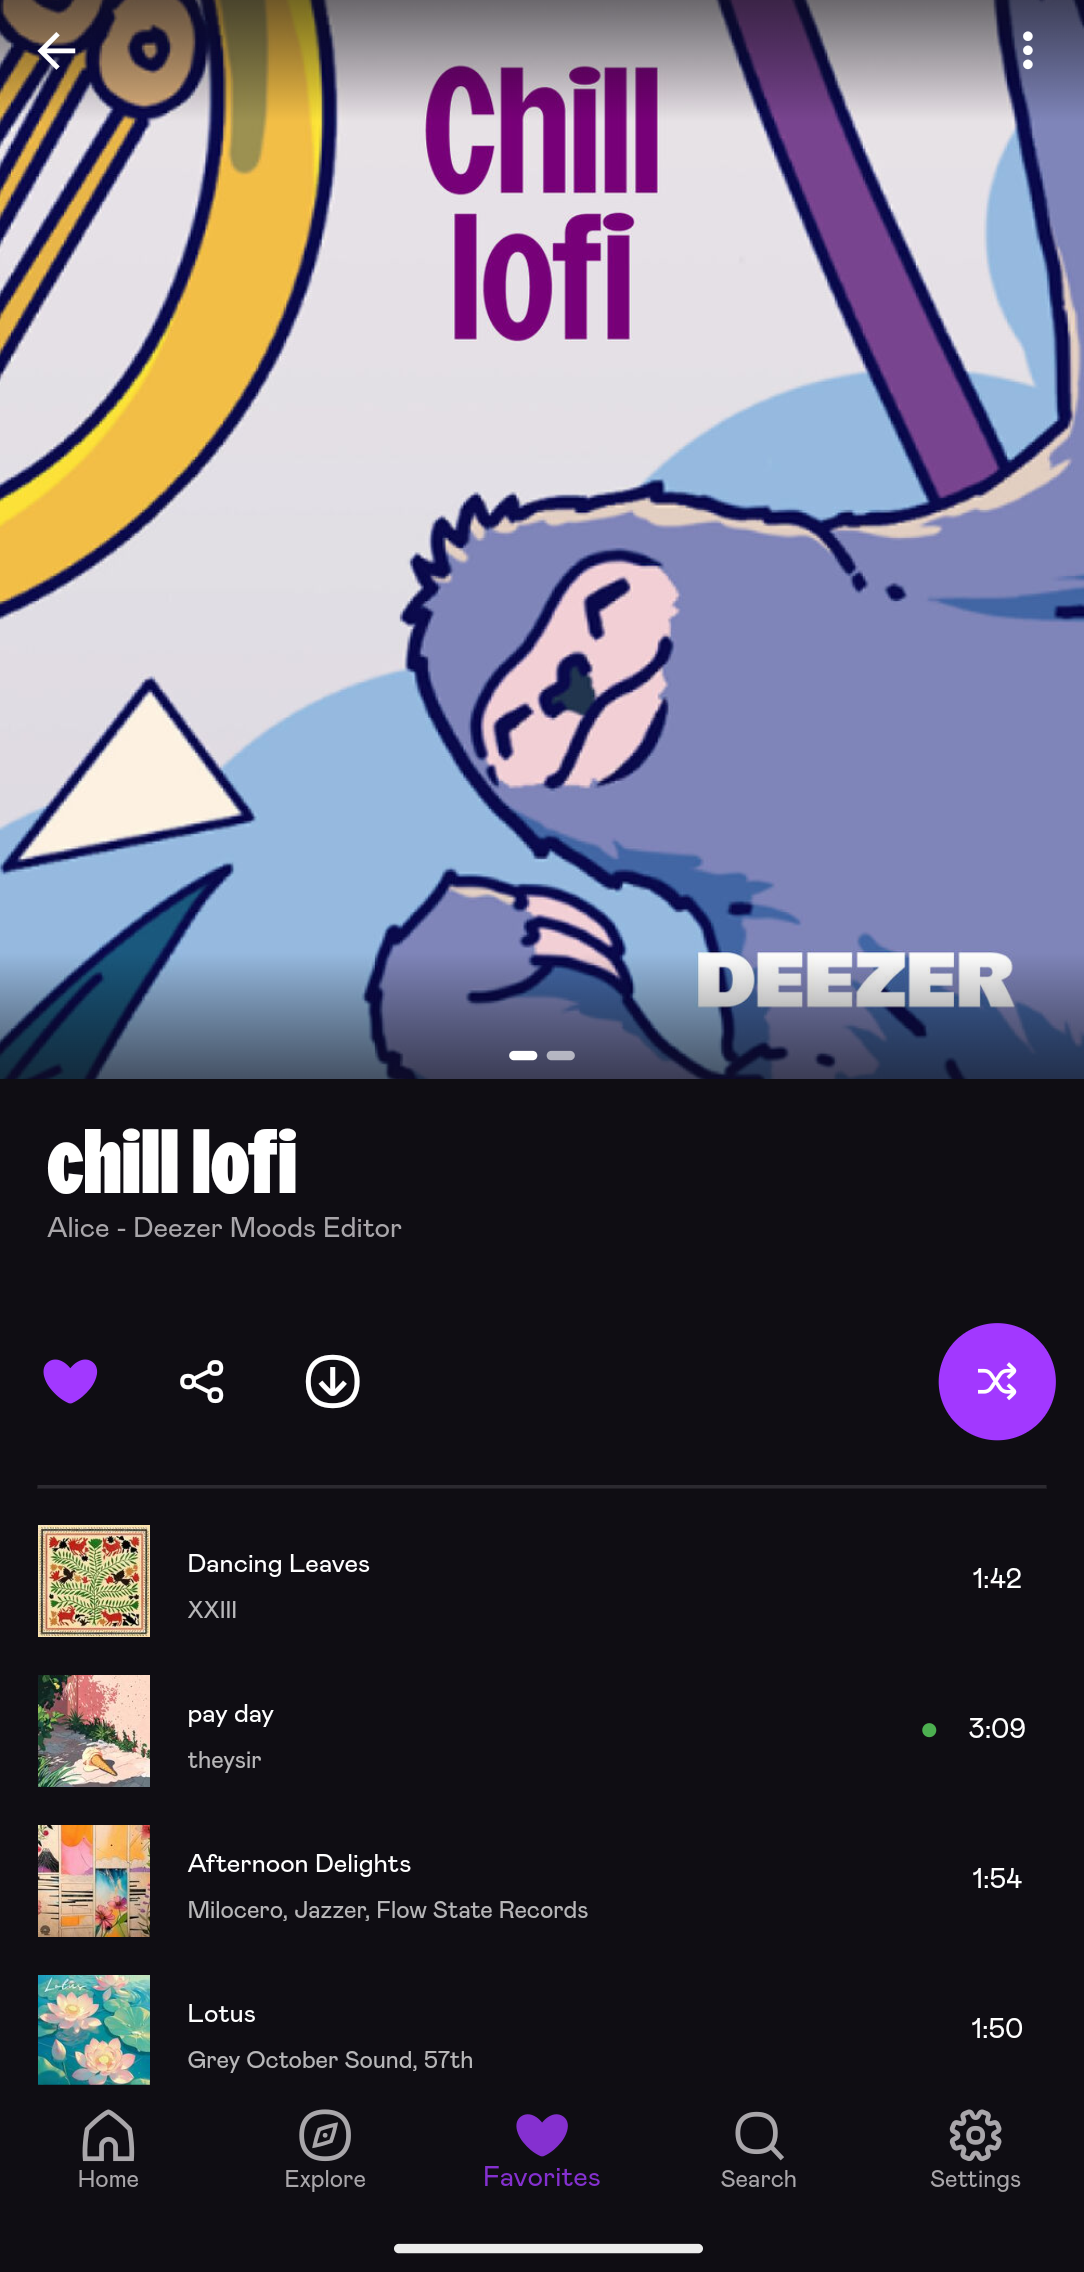 Chill
lofi
DEEZER
chill lofi
Alice - Deezer Moods Editor
Dancing Leaves
1:42
XXIII
pay day
3:09
theysir
Afternoon Delights
1:54
Milocero, Jazzer, Flow State Records
Lotus
Lotus
1:50
Grey October Sound, 57th
Home
Explore
Favorites
Search
Settings